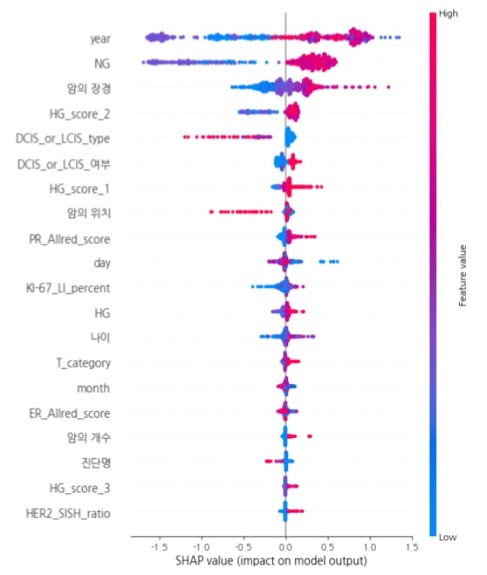 High
year
NG
암의 장경
HG_score_2
DCIS_or_LCIS_type
DCIS_or_LCIS_여부
HG_score_1
암의 위치
PR_Allred_score
day
KI-67_LI_percent
HG
나이
T_category
month
ER_Allred_score
암의 개수
진단명
HG_score_3
HER2_SISH_ratio
Feature value
Low
-1.5 -1.0 -0.5 0.0 0.5 1.0 1.5
SHAP value (impact on model output)